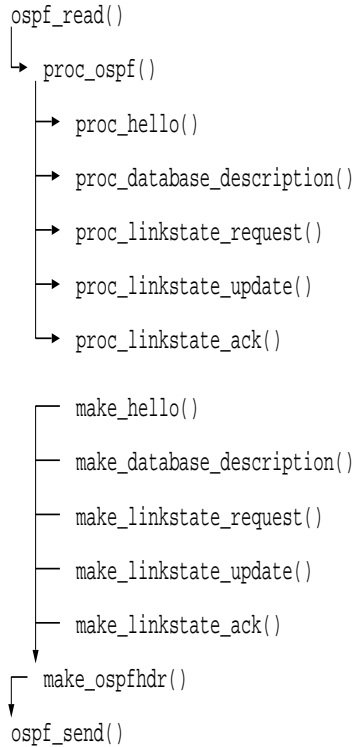 ospf_read()
proc_ospf()
proc_hello()
proc_database_description()
proc_linkstate_request()
proc_linkstate_update()
proc_linkstate_ack()
make_hello()
make_database_description()
make_linkstate_request()
make_linkstate_update()
make_linkstate_ack()
make_ospfhdr()
ospf_send()